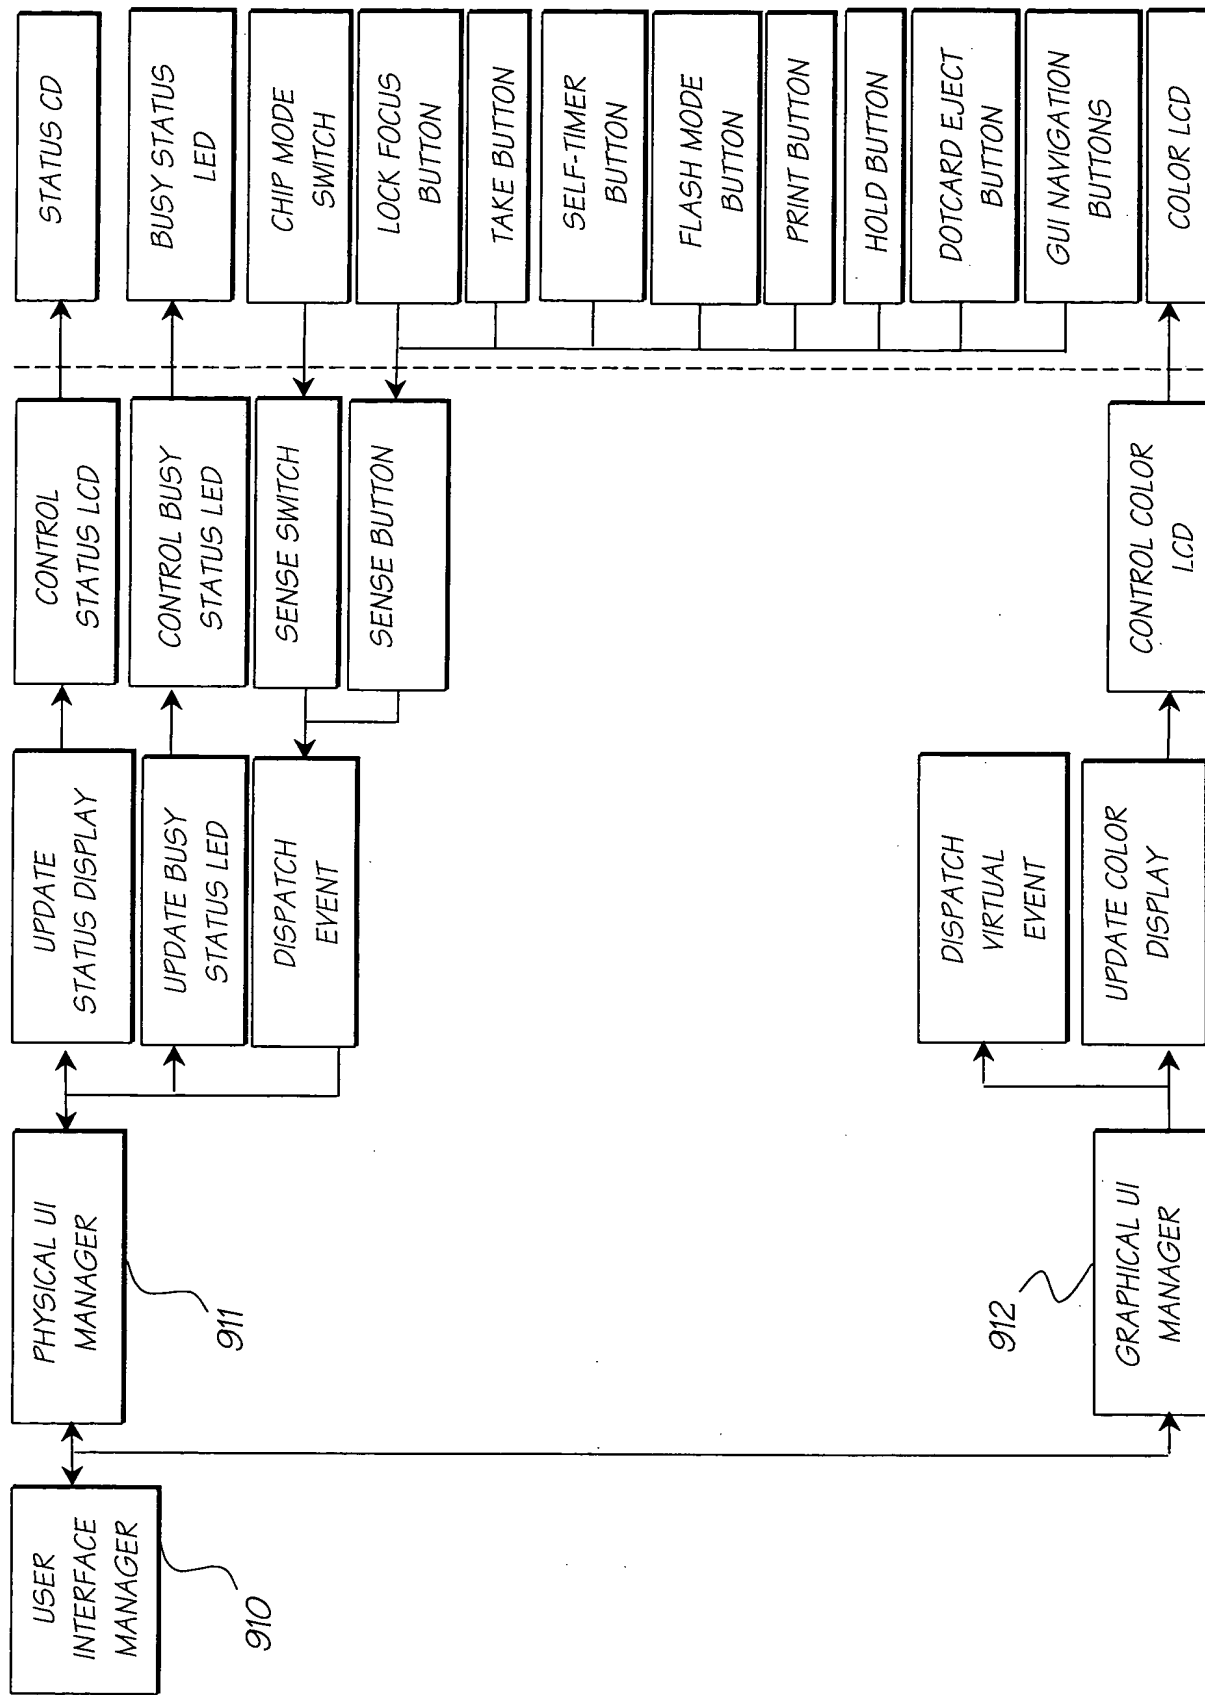 USER
INTERFACE
MANAGER
910
PHYSICAL UI
MANAGER
911
GRAPHICAL UI
MANAGER
912
UPDATE
STATUS DISPLAY
UPDATE BUSY
STATUS LED
DISPATCH
EVENT
DISPATCH
VIRTUAL
EVENT
UPDATE COLOR
DISPLAY
CONTROL
STATUS LCD
CONTROL BUSY
STATUS LED
SENSE SWITCH
SENSE BUTTON
CONTROL COLOR
LCD
STATUS CD
BUSY STATUS
LED
CHIP MODE
SWITCH
LOCK FOCUS
BUTTON
TAKE BUTTON
SELF-TIMER
BUTTON
FLASH MODE
BUTTON
PRINT BUTTON
HOLD BUTTON
DOTCARD EJECT
BUTTON
GUI NAVIGATION
BUTTONS
COLOR LCD